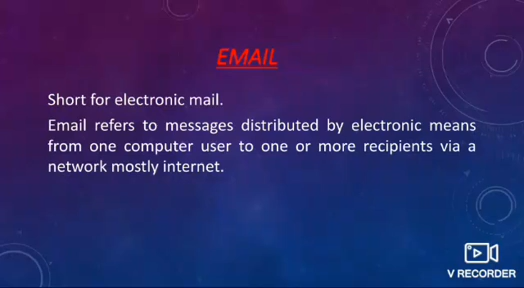 EMAIL
Short for electronic mail.
Email refers to messages distributed by electronic means
from one computer user to one or more recipients via a
network mostly internet.
V RECORDER